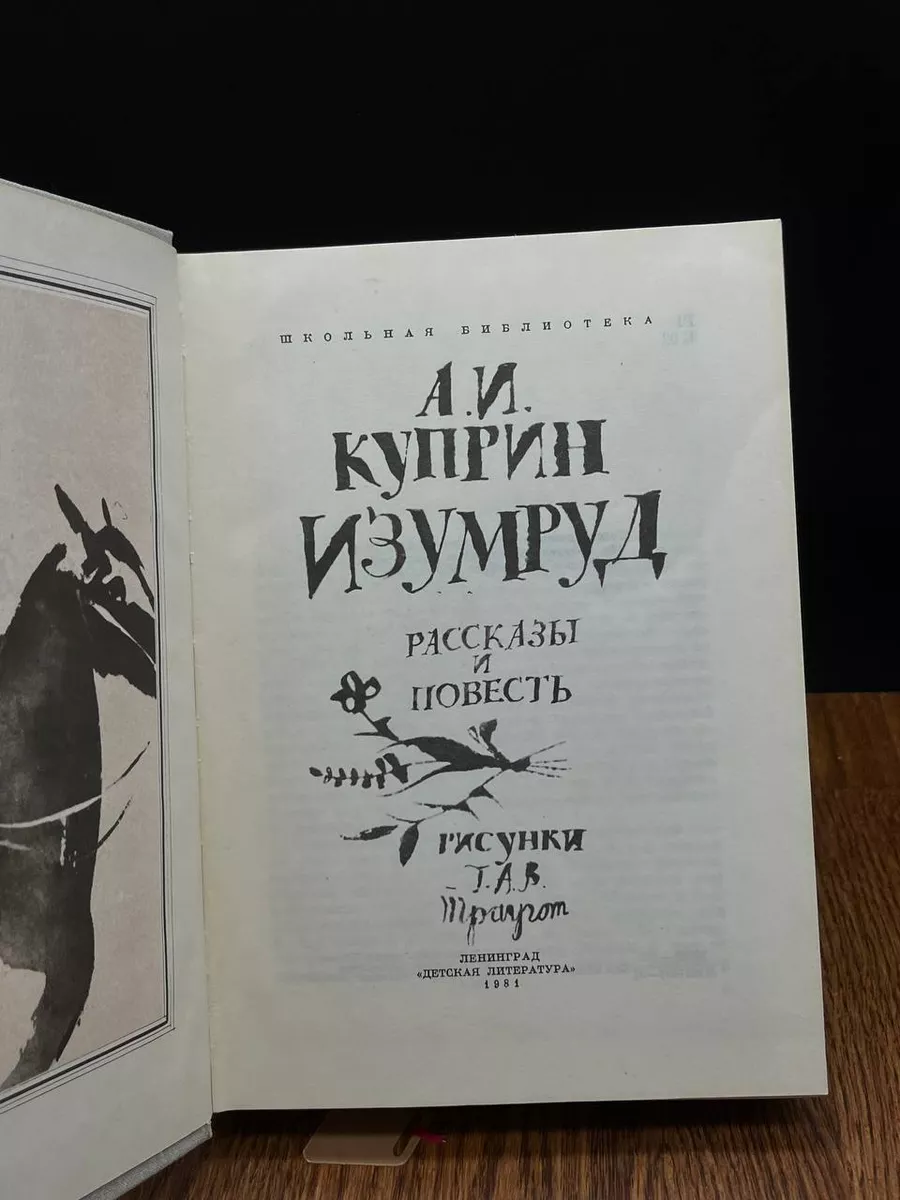 ШКОЛЬНАЯ БИБЛИОТЕКА
А.И.
КУПРИН
ИЗУМРУД
РАССКАЗЫ
И
ПОВЕСТЬ
РИСУНКИ
Г.А.В.
Траугот
ЛЕНИНГРАД
«ДЕТСКАЯ ЛИТЕРАТУРА»
1981